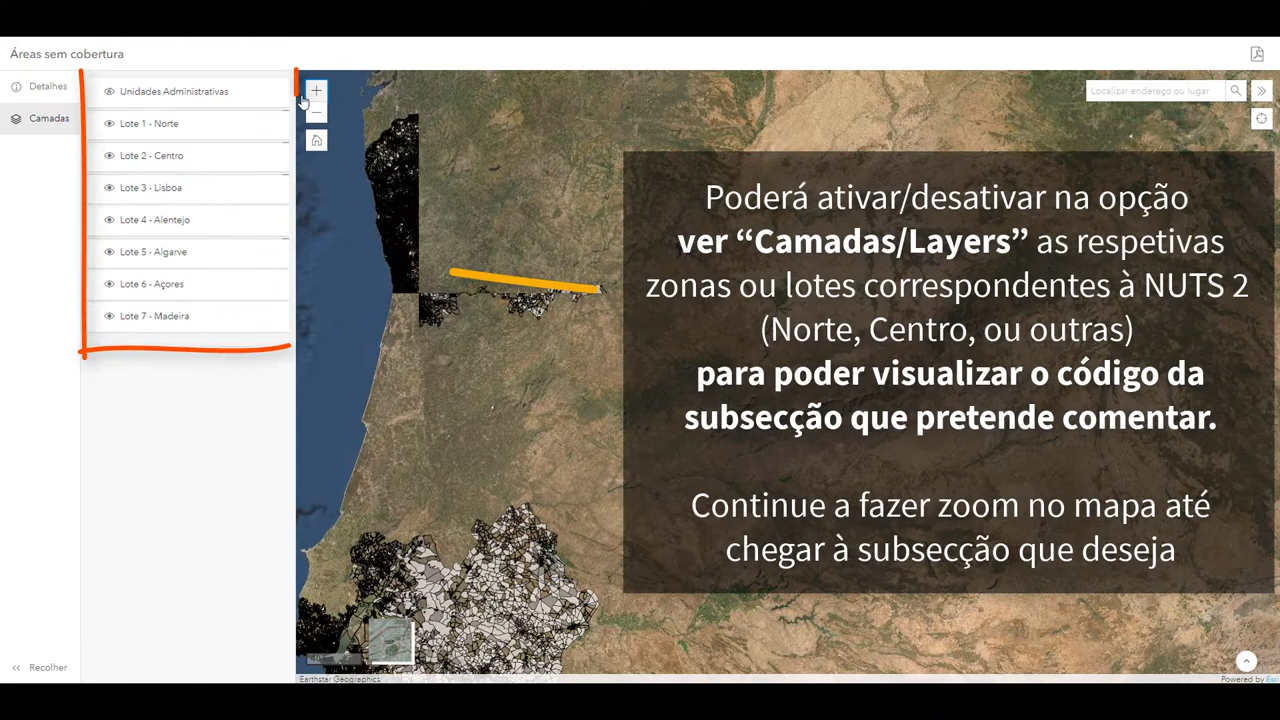 Áreas sem cobertura
Detalhes
Camadas
Unidades Administrativas
Lote 1 - Norte
Lote 2 - Centro
Lote 3 - Lisboa
Lote 4 - Alentejo
Lote 5 - Algarve
Lote 6 - Açores
Lote 7 - Madeira
Localizar endereço ou lugar
Poderá ativar/desativar na opção
ver “Camadas/Layers” as respetivas
zonas ou lotes correspondentes à NUTS 2
(Norte, Centro, ou outras)
para poder visualizar o código da
subsecção que pretende comentar.
Continue a fazer zoom no mapa até
chegar à subsecção que deseja
Recolher
Earthstar Geographics
Powered by Esri